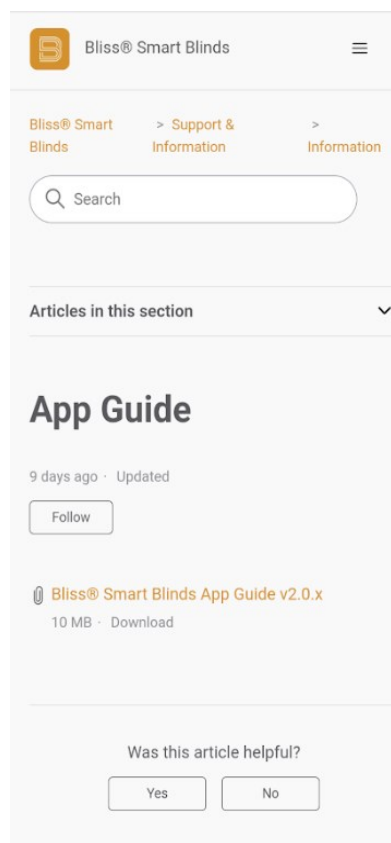 Bliss® Smart Blinds
Bliss® Smart Blinds > Support & Information > Information
Search
Articles in this section
App Guide
9 days ago · Updated
Follow
Bliss® Smart Blinds App Guide v2.0.x
10 MB · Download
Was this article helpful?
Yes No